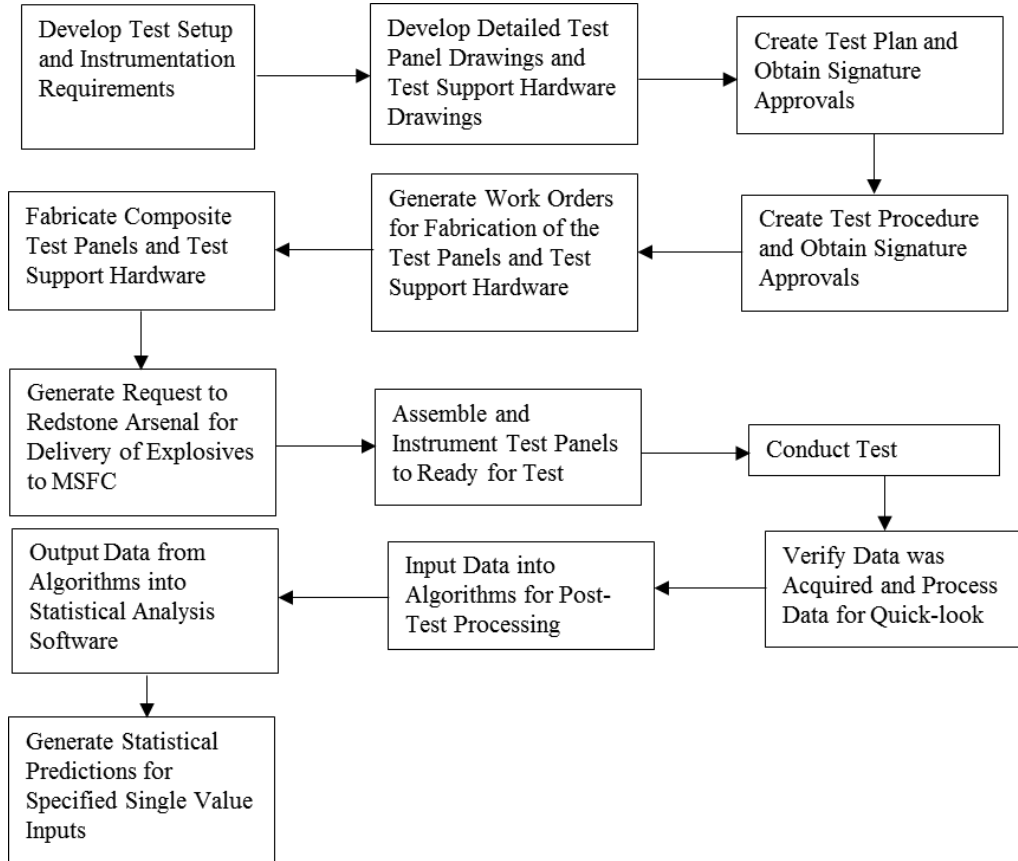 Develop Test Setup
and Instrumentation
Requirements
Develop Detailed Test
Panel Drawings and
Test Support Hardware
Drawings
Create Test Plan and
Obtain Signature
Approvals
Create Test Procedure
and Obtain Signature
Approvals
Generate Work Orders
for Fabrication of the
Test Panels and Test
Support Hardware
Fabricate Composite
Test Panels and Test
Support Hardware
Generate Request to
Redstone Arsenal for
Delivery of Explosives
to MSFC
Assemble and
Instrument Test Panels
to Ready for Test
Conduct Test
Verify Data was
Acquired and Process
Data for Quick-look
Input Data into
Algorithms for Post-
Test Processing
Output Data from
Algorithms into
Statistical Analysis
Software
Generate Statistical
Predictions for
Specified Single Value
Inputs